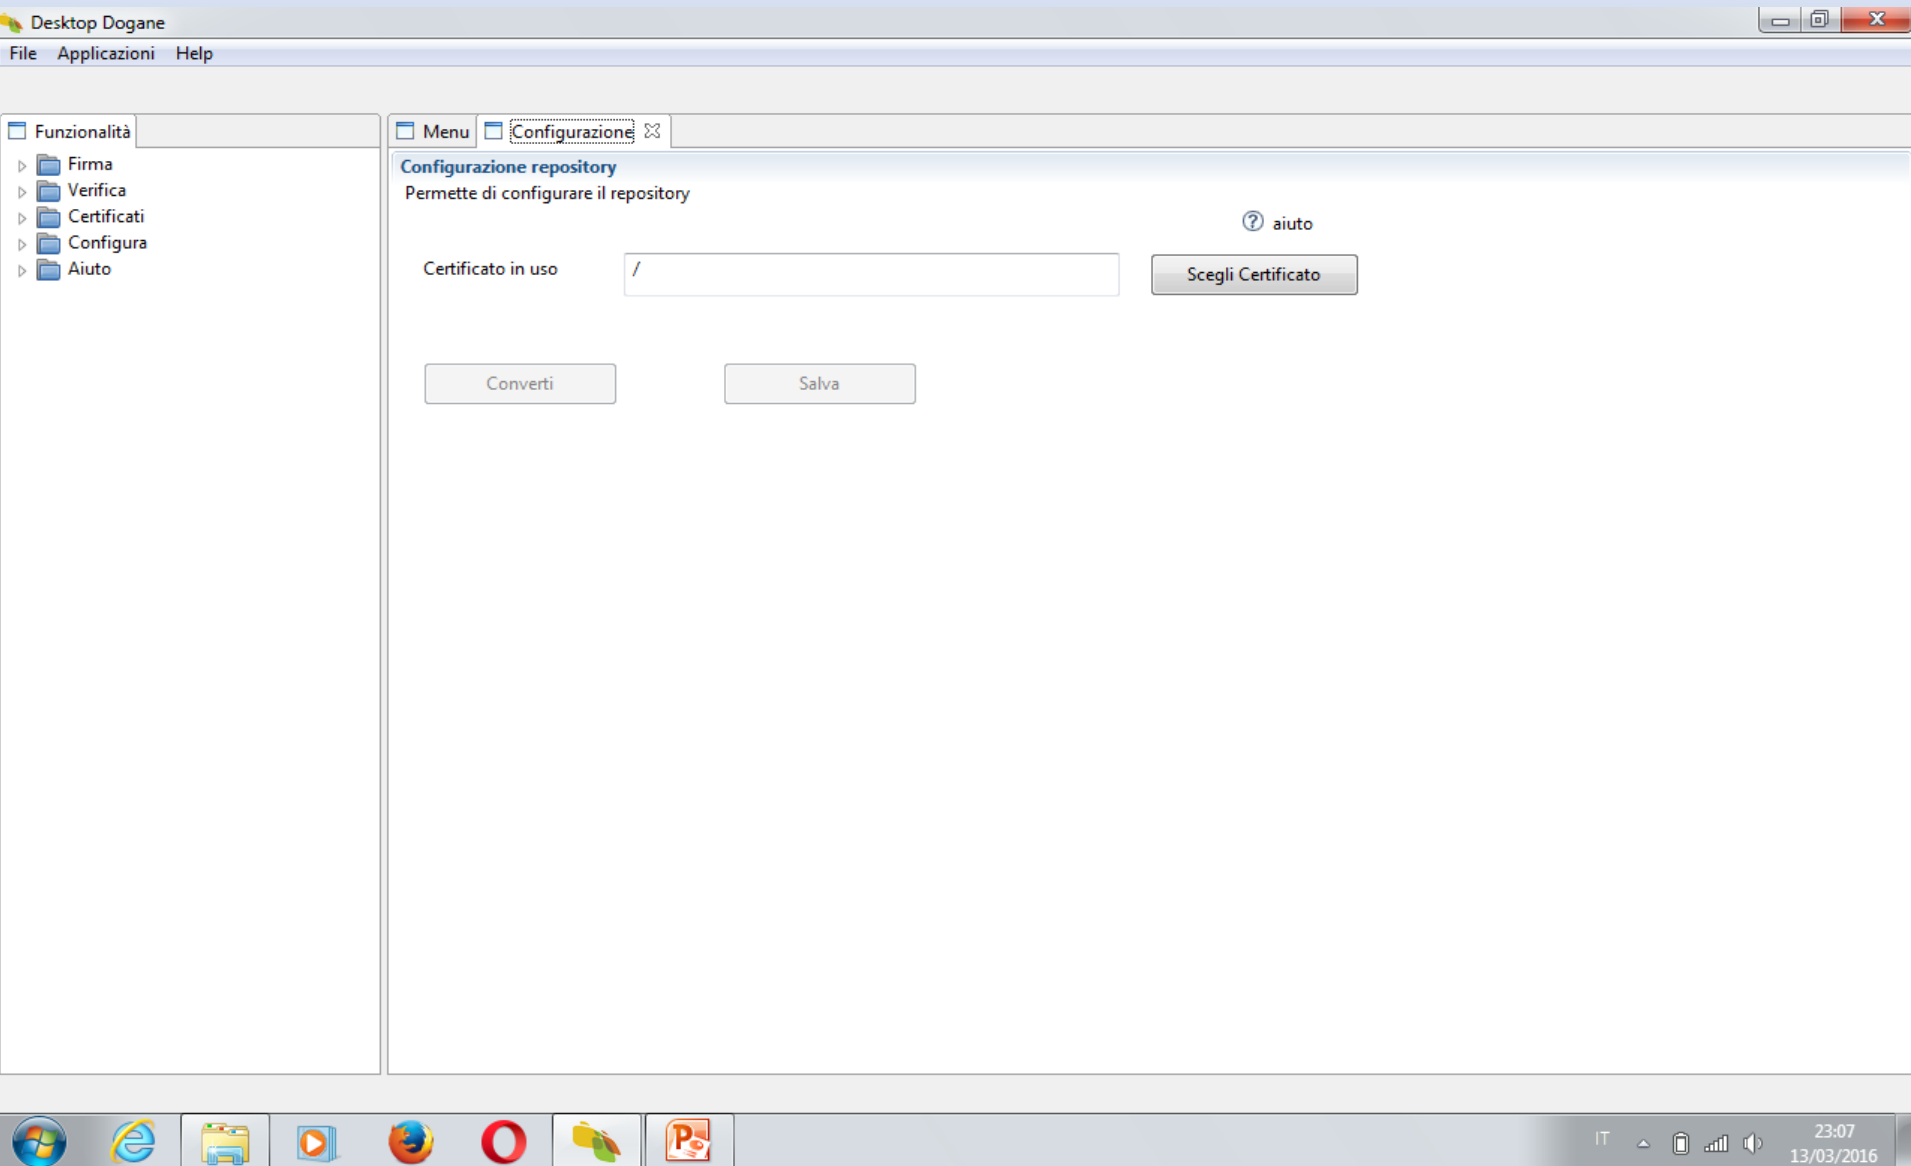 Desktop Dogane
File Applicazioni Help
Funzionalità
Firma
Verifica
Certificati
Configura
Aiuto
Menu Configurazione
Configurazione repository
Permette di configurare il repository
aiuto
Certificato in uso / Scegli Certificato
Converti Salva
IT
23:07
13/03/2016